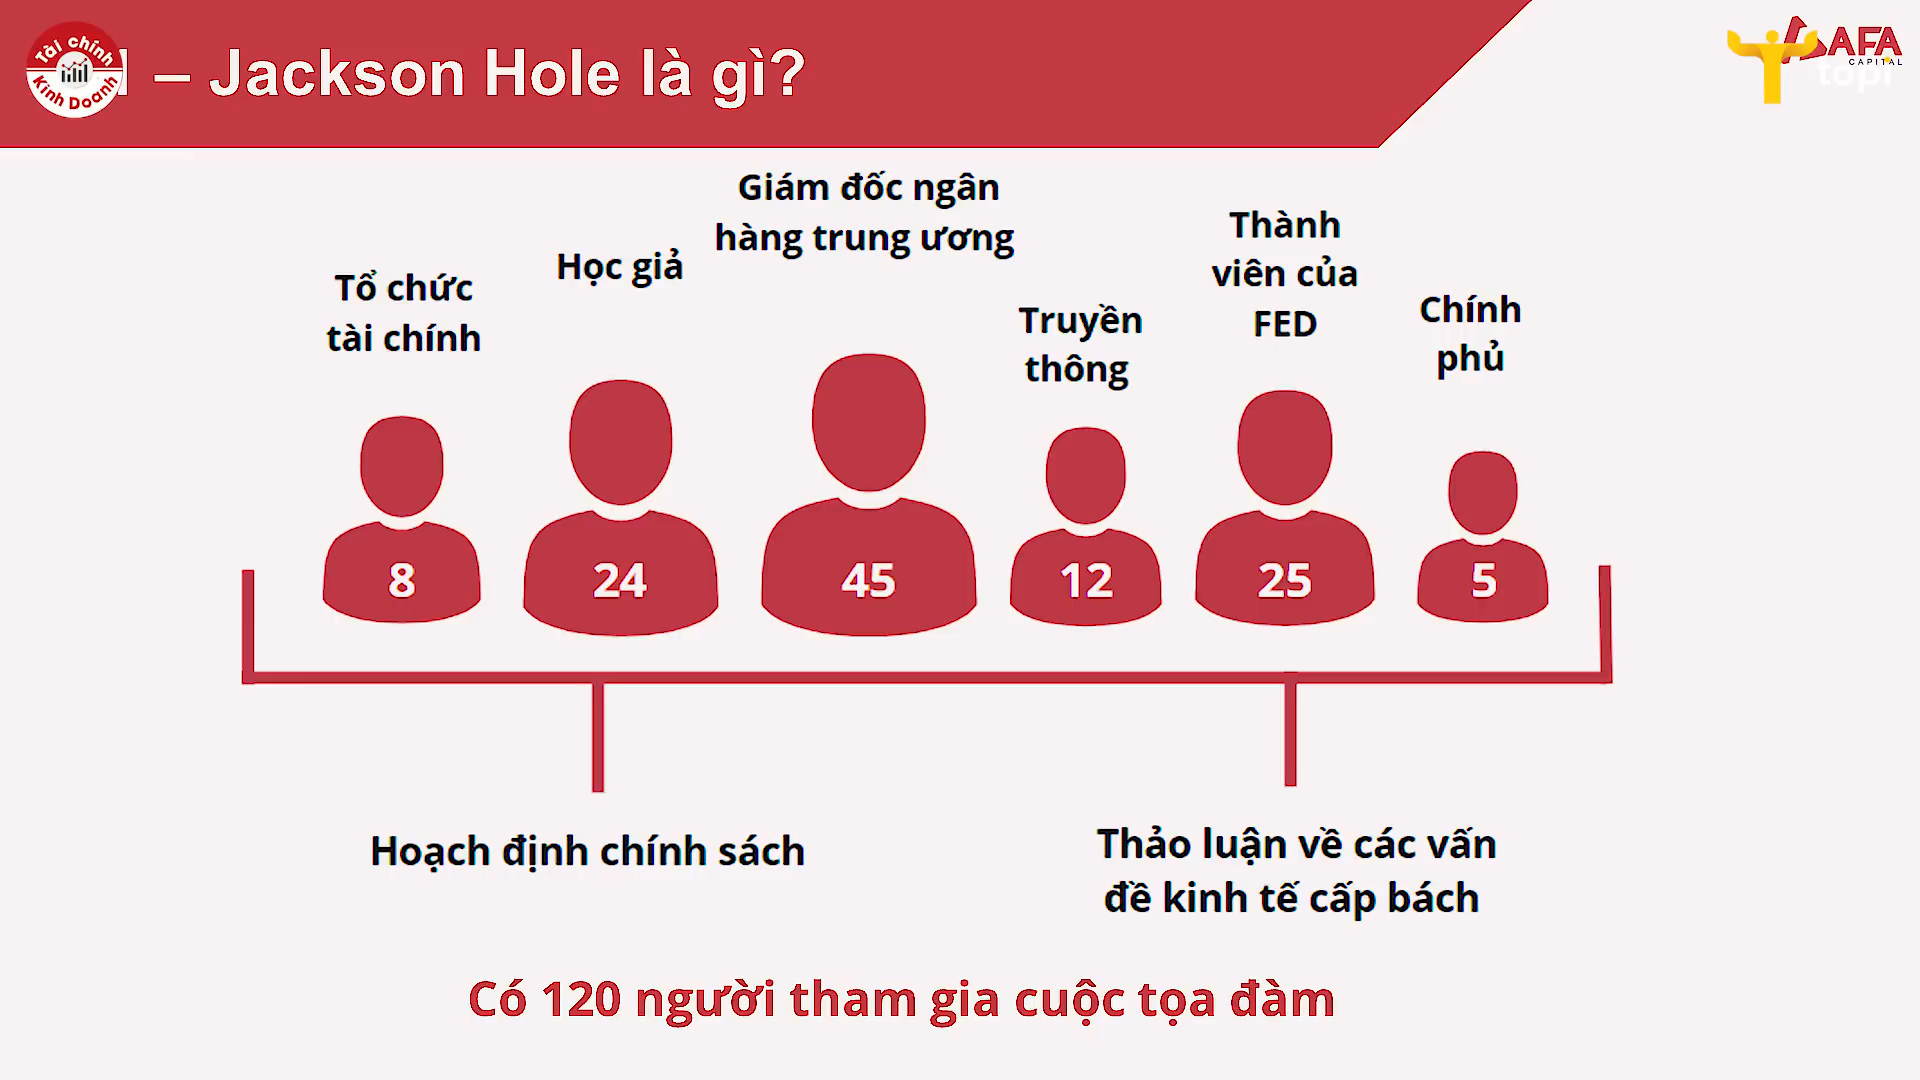 Tài chính
Kinh Doanh
– Jackson Hole là gì?
AFA
CAPITAL
topi
Giám đốc ngân
hàng trung ương
Học giả
Tổ chức
tài chính
Truyền
thông
Thành
viên của
FED
Chính
phủ
8
24
45
12
25
5
Hoạch định chính sách
Thảo luận về các vấn
đề kinh tế cấp bách
Có 120 người tham gia cuộc tọa đàm